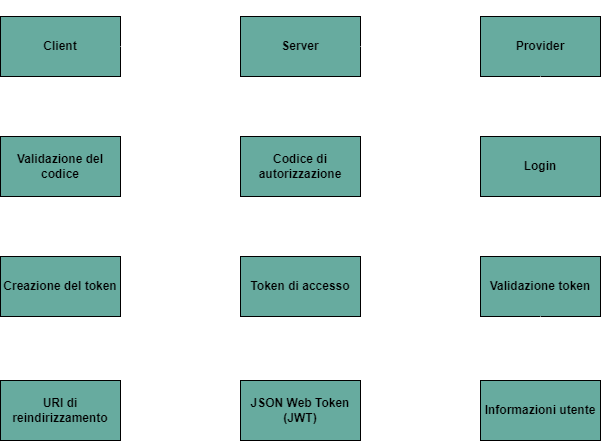 Client
Server
Provider
Validazione del
codice
Codice di
autorizzazione
Login
Creazione del token
Token di accesso
Validazione token
URI di
reindirizzamento
JSON Web Token
(JWT)
Informazioni utente